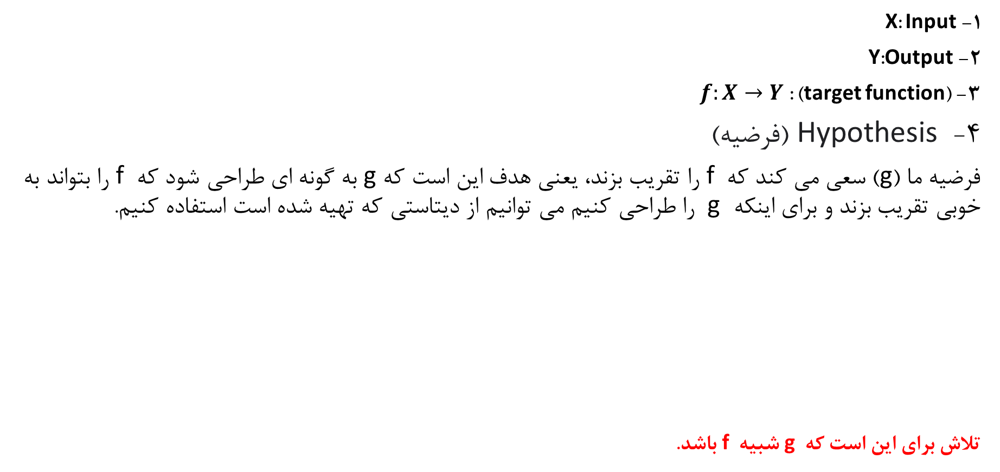 ۱- X: Input
۲- Y:Output
۳- (target function) : f: X → Y
۴- Hypothesis (فرضیه)
فرضیه ما (g) سعی می کند که f را تقریب بزند، یعنی هدف این است که g به گونه ای طراحی شود که f را بتواند به
خوبی تقریب بزند و برای اینکه g را طراحی کنیم می توانیم از دیتاستی که تهیه شده است استفاده کنیم.
تلاش برای این است که g شبیه f باشد.